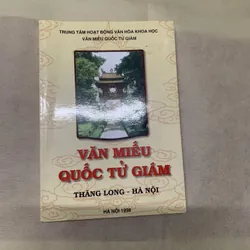 TRUNG TÂM HOẠT ĐỘNG VĂN HÓA KHOA HỌC
VĂN MIẾU QUỐC TỬ GIÁM
VĂN MIẾU
QUỐC TỬ GIÁM
THĂNG LONG - HÀ NỘI
HÀ NỘI 1998